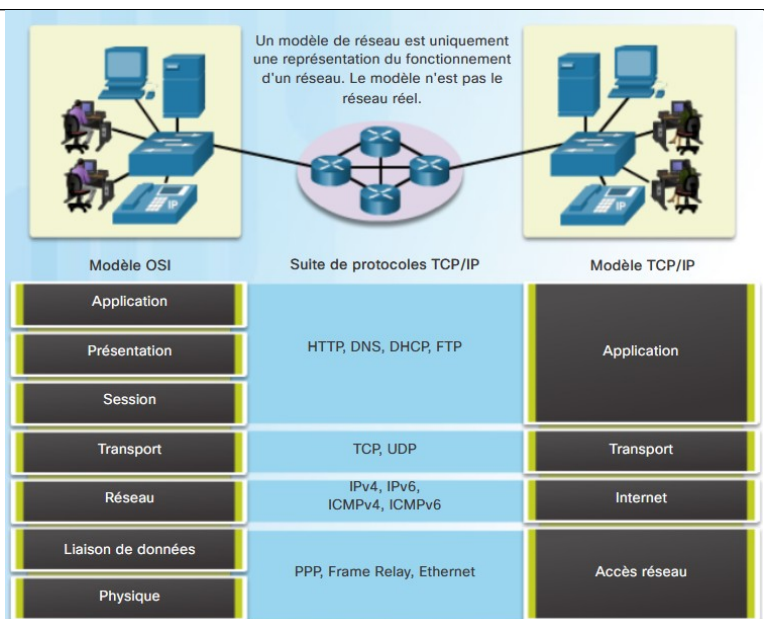 Un modèle de réseau est uniquement
une représentation du fonctionnement
d'un réseau. Le modèle n'est pas le
réseau réel.
IP
IP
Modèle OSI
Suite de protocoles TCP/IP
Modèle TCP/IP
Application
Présentation
Session
HTTP, DNS, DHCP, FTP
Application
Transport
TCP, UDP
Transport
Réseau
IPv4, IPv6,
ICMPv4, ICMPv6
Internet
Liaison de données
Physique
PPP, Frame Relay, Ethernet
Accès réseau